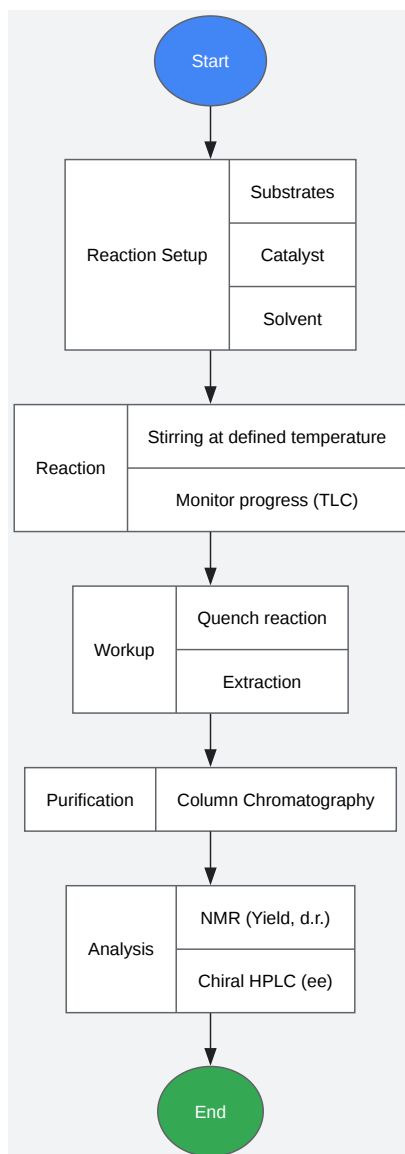 Start
Reaction Setup
Substrates
Catalyst
Solvent
Reaction
Stirring at defined temperature
Monitor progress (TLC)
Workup
Quench reaction
Extraction
Purification
Column Chromatography
Analysis
NMR (Yield, d.r.)
Chiral HPLC (ee)
End